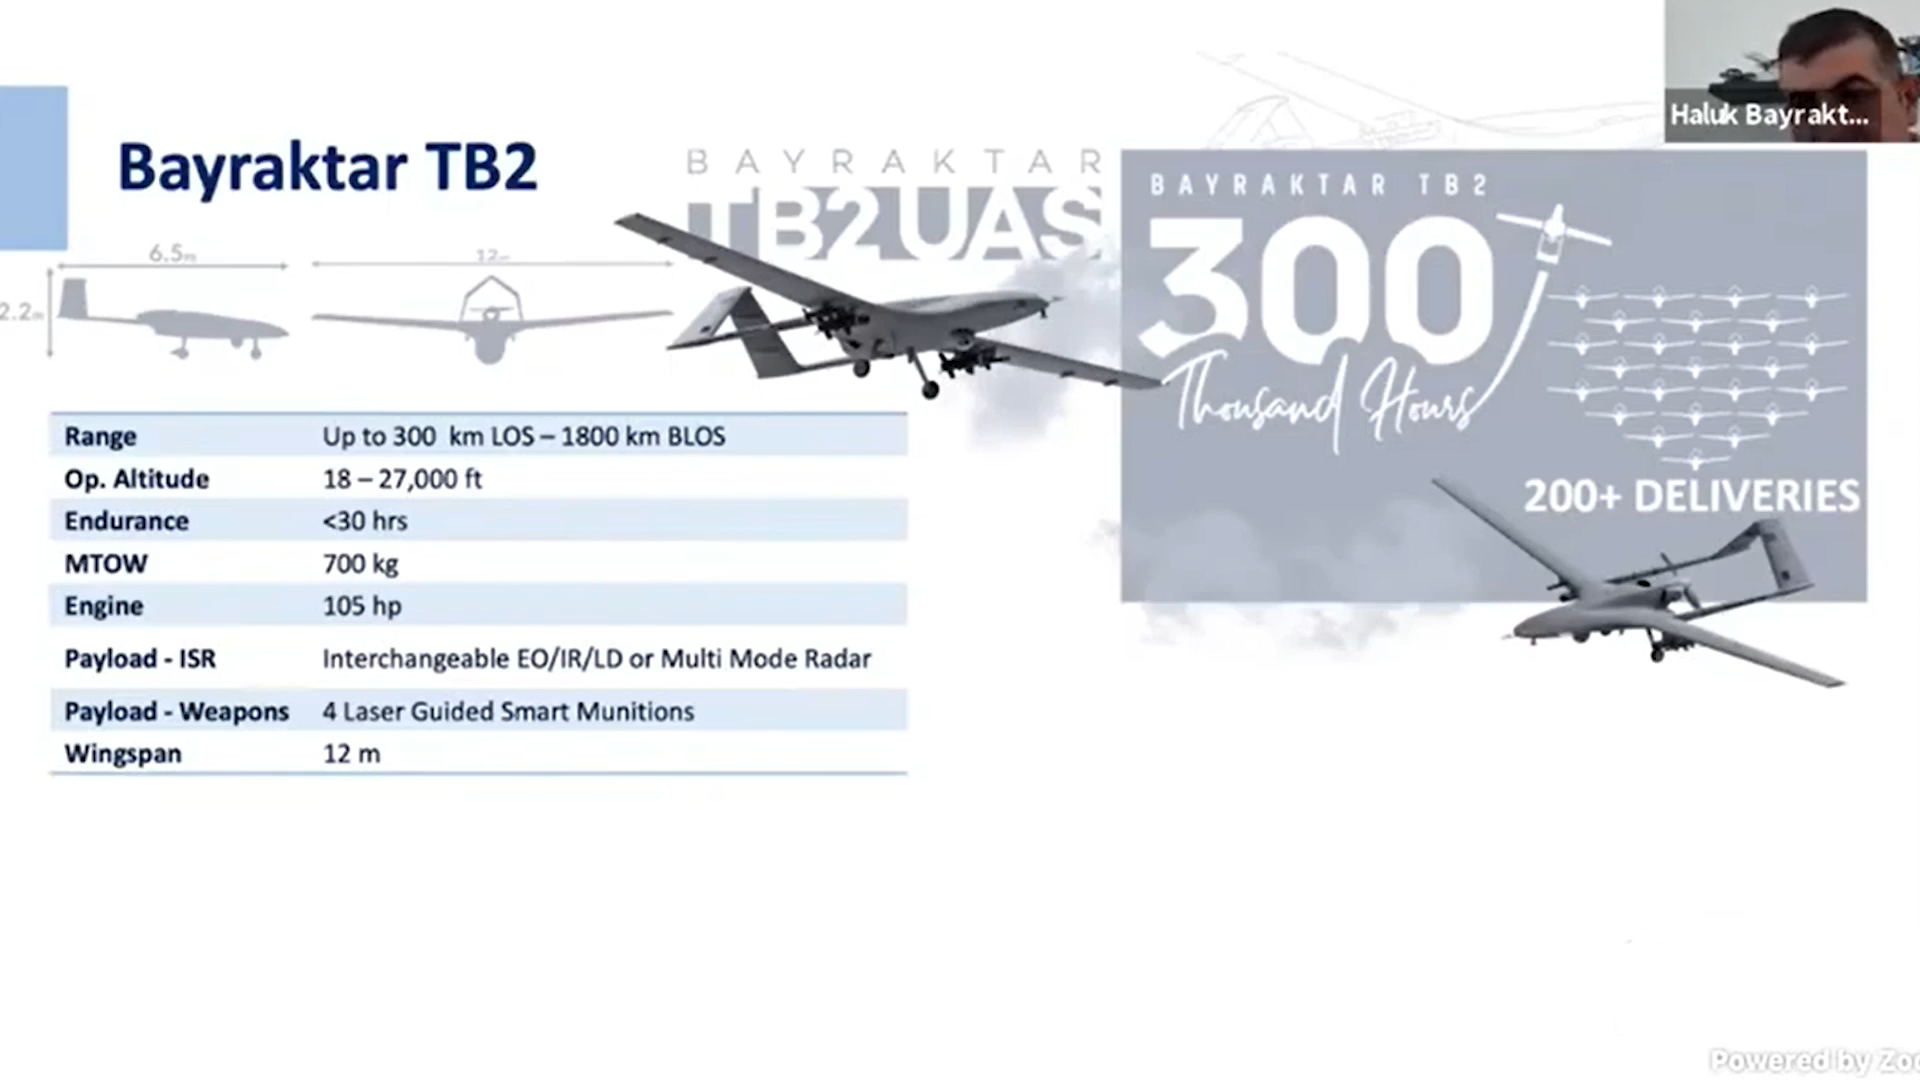 Haluk Bayrakt...
Bayraktar TB2
BAYRAKTAR
TB2 UAS
6.5m
12m
2.2m
BAYRAKTAR TB2
300
Thousand Hours
200+ DELIVERIES
Range Up to 300 km LOS – 1800 km BLOS
Op. Altitude 18 – 27,000 ft
Endurance <30 hrs
MTOW 700 kg
Engine 105 hp
Payload - ISR Interchangeable EO/IR/LD or Multi Mode Radar
Payload - Weapons 4 Laser Guided Smart Munitions
Wingspan 12 m
Powered by Zoo